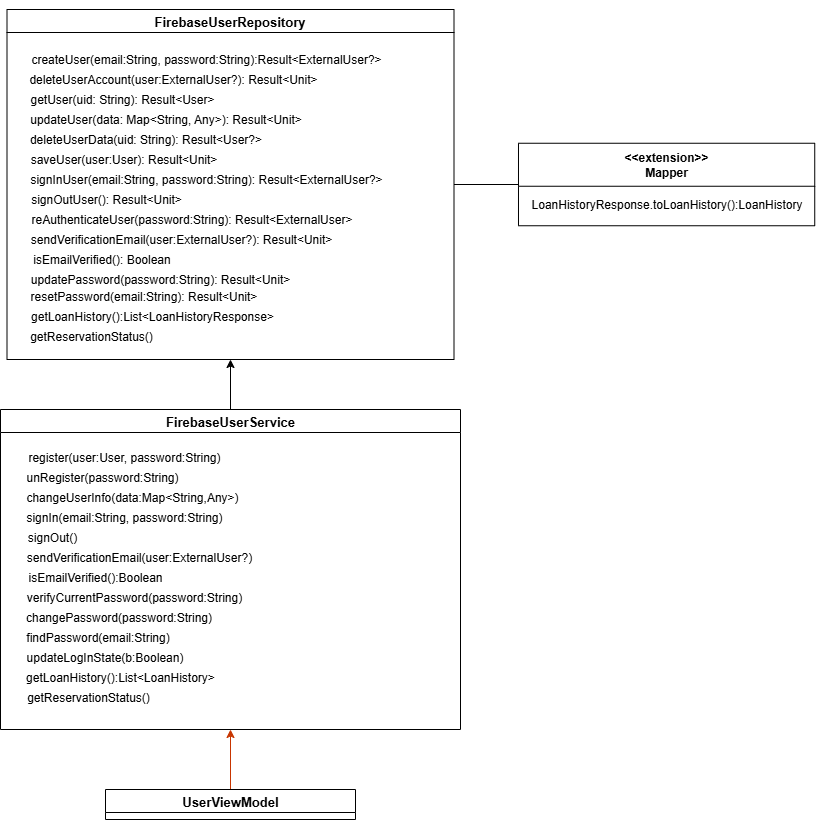 FirebaseUserRepository
createUser(email:String, password:String):Result<ExternalUser?>
deleteUserAccount(user:ExternalUser?): Result<Unit>
getUser(uid: String): Result<User>
updateUser(data: Map<String, Any>): Result<Unit>
deleteUserData(uid: String): Result<User?>
saveUser(user:User): Result<Unit>
signInUser(email:String, password:String): Result<ExternalUser?>
signOutUser(): Result<Unit>
reAuthenticateUser(password:String): Result<ExternalUser>
sendVerificationEmail(user:ExternalUser?): Result<Unit>
isEmailVerified(): Boolean
updatePassword(password:String): Result<Unit>
resetPassword(email:String): Result<Unit>
getLoanHistory():List<LoanHistoryResponse>
getReservationStatus()
<<extension>>
Mapper
LoanHistoryResponse.toLoanHistory():LoanHistory
FirebaseUserService
register(user:User, password:String)
unRegister(password:String)
changeUserInfo(data:Map<String,Any>)
signIn(email:String, password:String)
signOut()
sendVerificationEmail(user:ExternalUser?)
isEmailVerified():Boolean
verifyCurrentPassword(password:String)
changePassword(password:String)
findPassword(email:String)
updateLogInState(b:Boolean)
getLoanHistory():List<LoanHistory>
getReservationStatus()
UserViewModel